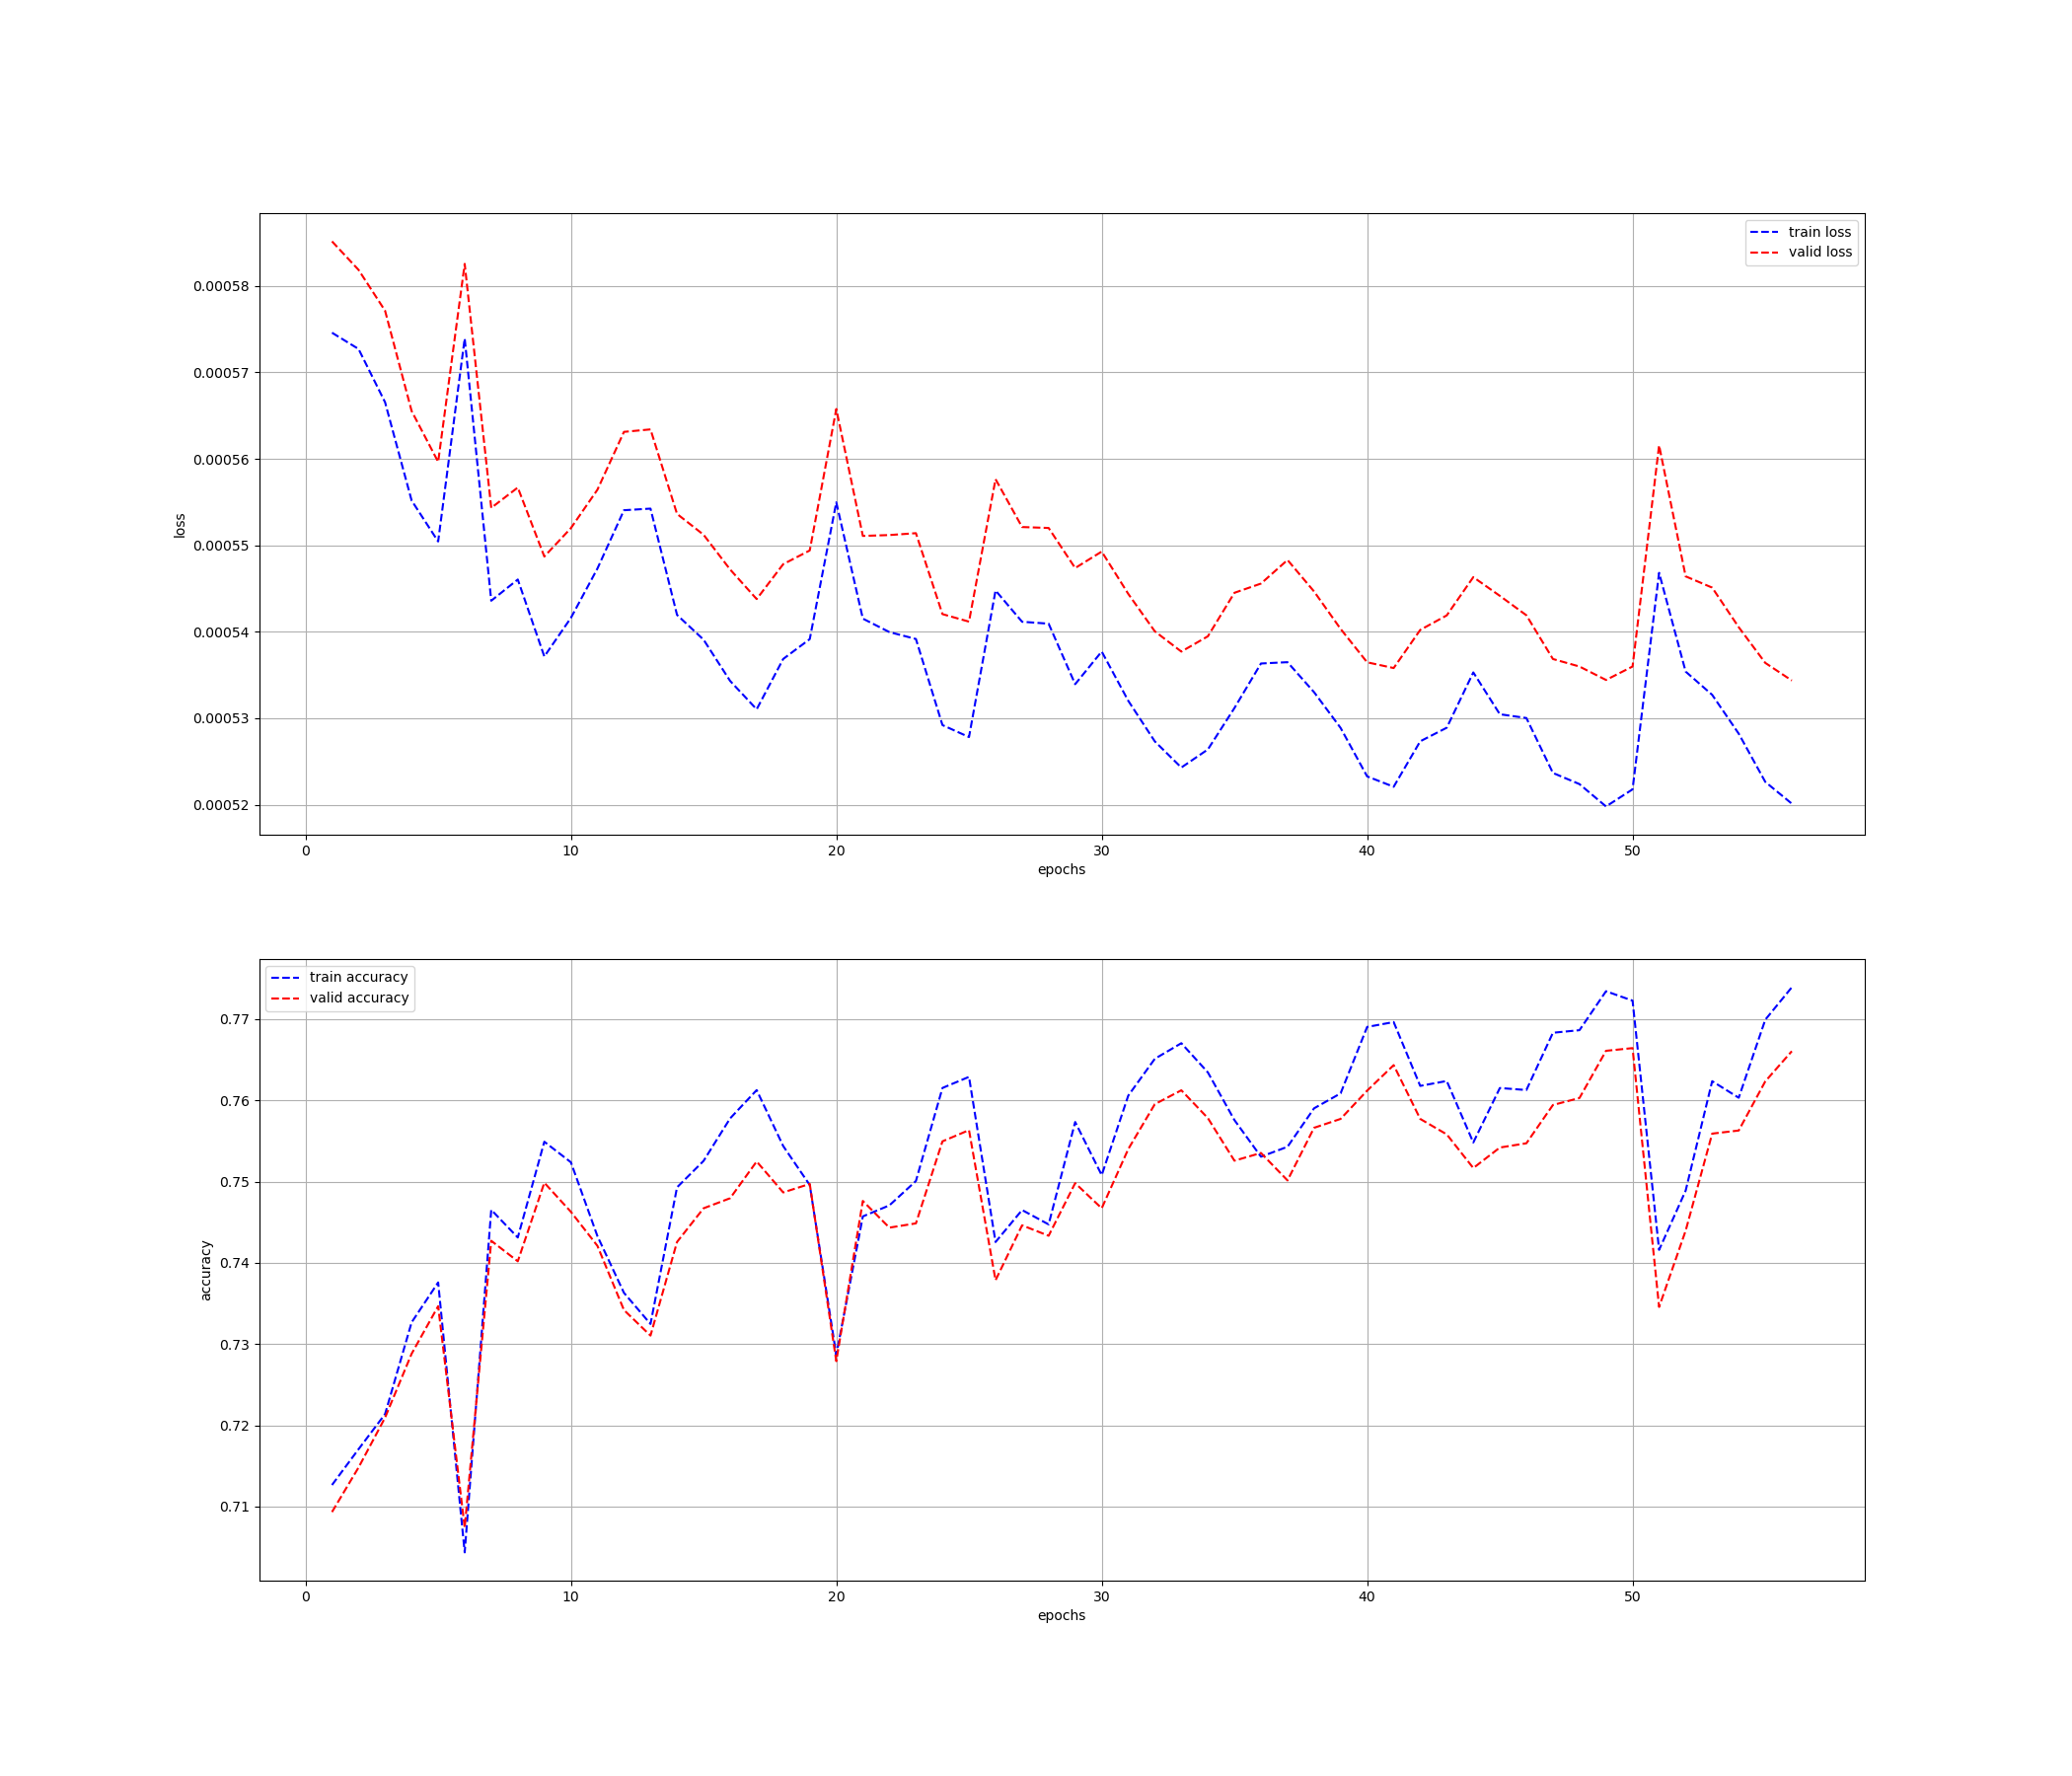 train loss
valid loss
0.00058
0.00057
0.00056
0.00055
0.00054
0.00053
0.00052
loss
0 10 20 30 40 50
epochs
train accuracy
valid accuracy
0.77
0.76
0.75
0.74
0.73
0.72
0.71
accuracy
0 10 20 30 40 50
epochs